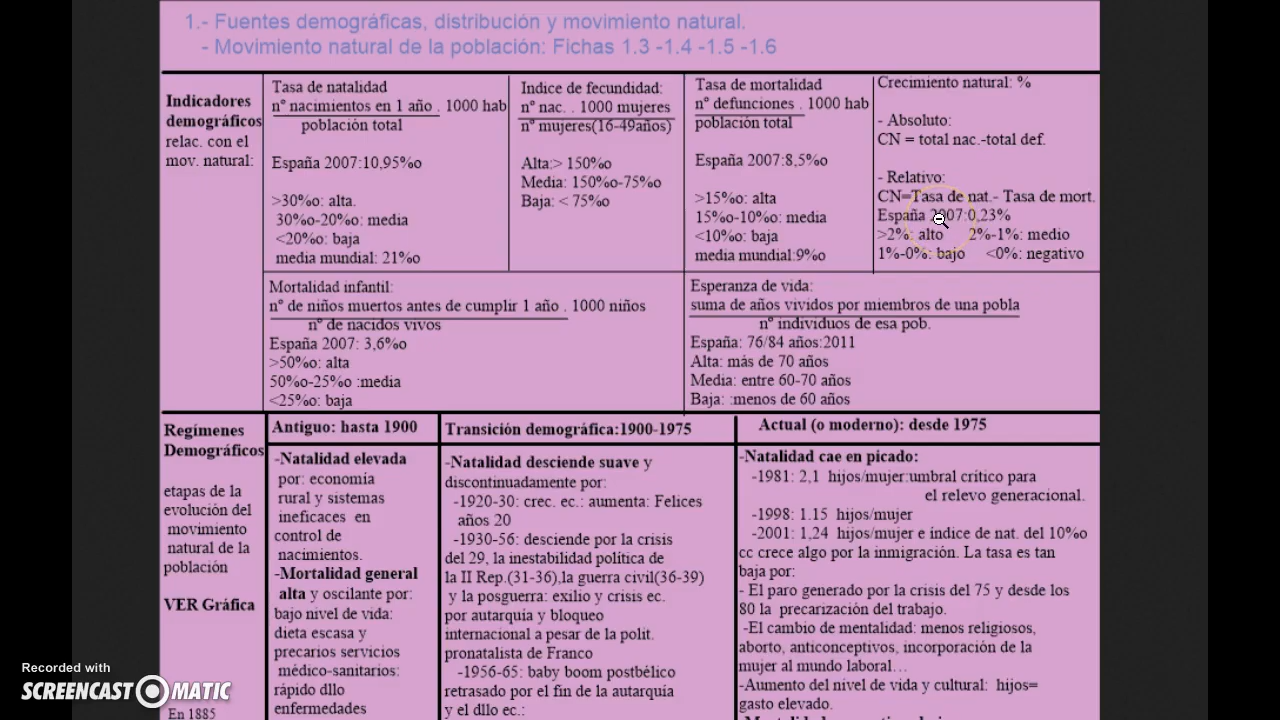 1.- Fuentes demográficas, distribución y movimiento natural.
- Movimiento natural de la población: Fichas 1.3 -1.4 -1.5 -1.6
Indicadores
demográficos
relac. con el
mov. natural:
Tasa de natalidad
nº nacimientos en 1 año . 1000 hab
población total
España 2007:10,95%o
>30%o: alta.
30%o-20%o: media
<20%o: baja
media mundial: 21%o
Indice de fecundidad:
nº nac. . 1000 mujeres
nº mujeres(16-49años)
Alta:> 150%o
Media: 150%o-75%o
Baja: < 75%o
Tasa de mortalidad
nº defunciones . 1000 hab
población total
España 2007:8,5%o
>15%o: alta
15%o-10%o: media
<10%o: baja
media mundial:9%o
Crecimiento natural: %
- Absoluto:
CN = total nac.-total def.
- Relativo:
CN=Tasa de nat.- Tasa de mort.
España 2007:0,23%
>2%: alto 2%-1%: medio
1%-0%: bajo <0%: negativo
Mortalidad infantil:
nº de niños muertos antes de cumplir 1 año . 1000 niños
nº de nacidos vivos
España 2007: 3,6%o
>50%o: alta
50%o-25%o :media
<25%o: baja
Esperanza de vida:
suma de años vividos por miembros de una pobla
nº individuos de esa pob.
España: 76/84 años:2011
Alta: más de 70 años
Media: entre 60-70 años
Baja: :menos de 60 años
Regímenes
Demográficos
etapas de la
evolución del
movimiento
natural de la
población
VER Gráfica
En 1885
Antiguo: hasta 1900
-Natalidad elevada
por: economía
rural y sistemas
ineficaces en
control de
nacimientos.
-Mortalidad general
alta y oscilante por:
bajo nivel de vida:
dieta escasa y
precarios servicios
médico-sanitarios:
rápido dllo
enfermedades
Transición demográfica:1900-1975
-Natalidad desciende suave y
discontinuadamente por:
-1920-30: crec. ec.: aumenta: Felices
años 20
-1930-56: desciende por la crisis
del 29, la inestabilidad política de
la II Rep.(31-36),la guerra civil(36-39)
y la posguerra: exilio y crisis ec.
por autarquía y bloqueo
internacional a pesar de la polit.
pronatalista de Franco
-1956-65: baby boom postbélico
retrasado por el fin de la autarquía
y el dllo ec.:
Actual (o moderno): desde 1975
-Natalidad cae en picado:
-1981: 2,1 hijos/mujer:umbral crítico para
el relevo generacional.
-1998: 1.15 hijos/mujer
-2001: 1,24 hijos/mujer e índice de nat. del 10%o
cc crece algo por la inmigración. La tasa es tan
baja por:
- El paro generado por la crisis del 75 y desde los
80 la precarización del trabajo.
-El cambio de mentalidad: menos religiosos,
aborto, anticonceptivos, incorporación de la
mujer al mundo laboral…
-Aumento del nivel de vida y cultural: hijos=
gasto elevado.
Recorded with
SCREENCAST MATIC